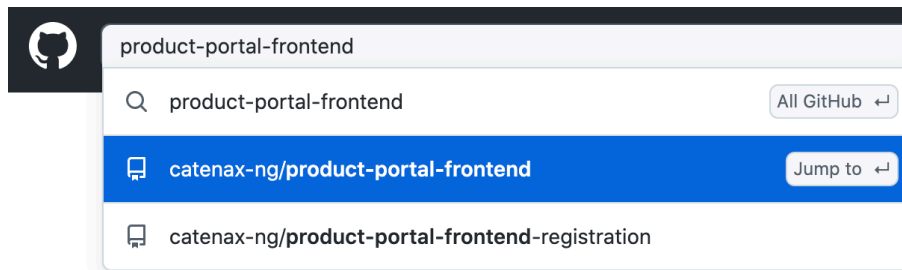 product-portal-frontend
product-portal-frontend All GitHub ↵
catenax-ng/product-portal-frontend Jump to ↵
catenax-ng/product-portal-frontend-registration